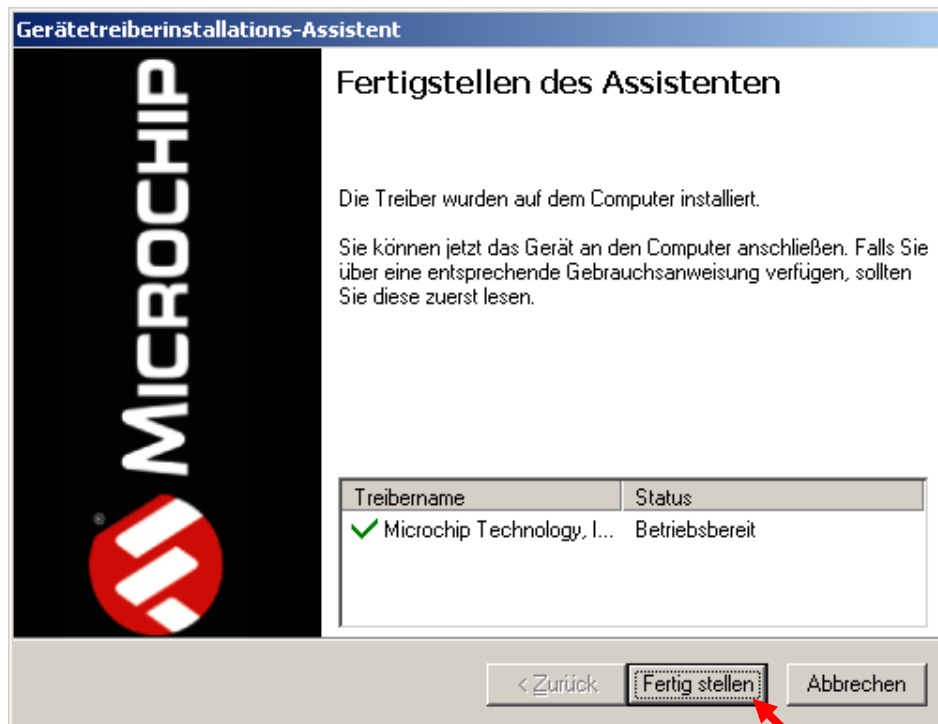 Gerätetreiberinstallations-Assistent
MICROCHIP
®
Fertigstellen des Assistenten
Die Treiber wurden auf dem Computer installiert.
Sie können jetzt das Gerät an den Computer anschließen. Falls Sie
über eine entsprechende Gebrauchsanweisung verfügen, sollten
Sie diese zuerst lesen.
Treibername Status
Microchip Technology, I... Betriebsbereit
< Zurück Fertig stellen Abbrechen